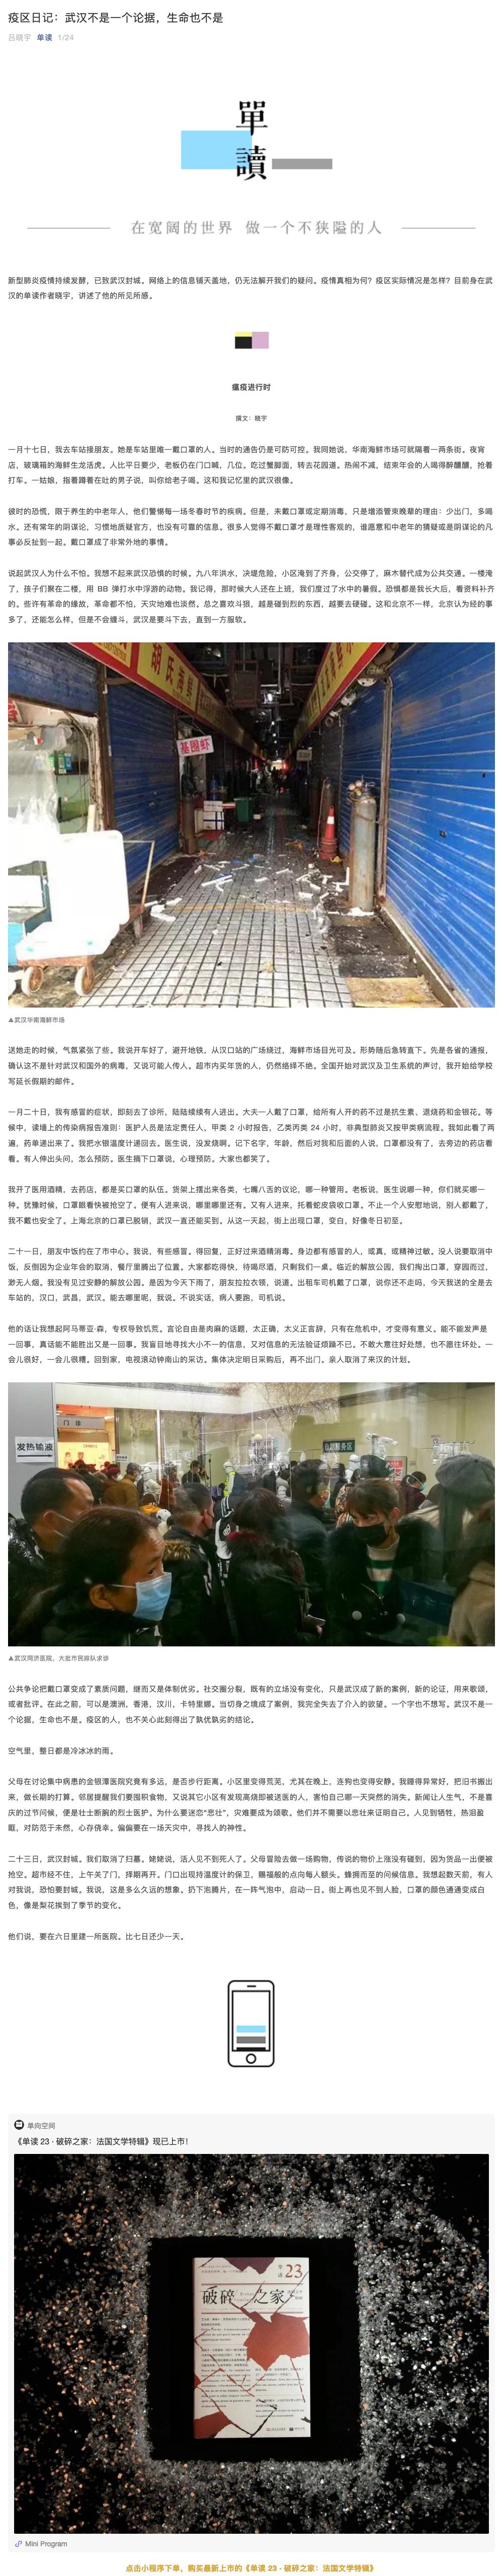 疫区日记：武汉不是一个论据，生命也不是
吕晓宇 单读 1/24
單讀
在宽阔的世界 做一个不狭隘的人
新型肺炎疫情持续发酵，已致武汉封城。网络上的信息铺天盖地，仍无法解开我们的疑问。疫情真相为何？疫区实际情况是怎样？目前身在武
汉的单读作者晓宇，讲述了他的所见所感。
瘟疫进行时
撰文：晓宇
一月十七日，我去车站接朋友。她是车站里唯一戴口罩的人。当时的通告仍是可防可控。我同她说，华南海鲜市场可就隔着一两条街。夜宵
店，玻璃箱的海鲜生龙活虎。人比平日要少，老板仍在门口喊，几位。吃过蟹脚面，转去花园道。热闹不减，结束年会的人喝得醉醺醺，抢着
打车。一姑娘，指着蹲着在吐的男子说，叫你给老子喝。这和我记忆里的武汉很像。
彼时的恐慌，限于养生的中老年人，他们警惕每一场冬春时节的疾病。但是，未戴口罩或定期消毒，只是增添管束晚辈的理由：少出门，多喝
水。还有常年的阴谋论，习惯地质疑官方，也没有可靠的信息。很多人觉得不戴口罩才是理性客观的，谁愿意和中老年的猜疑或是阴谋论的凡
事必反扯到一起。戴口罩成了非常外地的事情。
说起武汉人为什么不怕。我想不起来武汉恐慌的时候。九八年洪水，决堤危险，小区淹到了齐身，公交停了，麻木替代成为公共交通。一楼淹
了，孩子们聚在二楼，用 BB 弹打水中浮游的动物。我记得，那时候大人还在上班，我们度过了水中的暑假。恐惧都是我长大后，看资料补齐
的。些许有革命的缘故，革命都不怕，天灾地难也淡然。总之喜欢斗狠，越是碰到烈的东西，越要去硬碰。这和北京不一样，北京认为经的事
多了，还能怎么样，但是不会缠斗，武汉是要斗下去，直到一方服软。
基围虾
▲武汉华南海鲜市场
送她走的时候，气氛紧张了些。我说开车好了，避开地铁，从汉口站的广场绕过，海鲜市场目光可及。形势随后急转直下。先是各省的通报，
确认这不是针对武汉和国外的病毒，又说可能人传人。超市内买年货的人，仍然络绎不绝。全国开始对武汉及卫生系统的声讨，我开始给学校
写延长假期的邮件。
一月二十日，我有感冒的症状，即刻去了诊所，陆陆续续有人进出。大夫一人戴了口罩，给所有人开的药不过是抗生素、退烧药和金银花。等
候中，读墙上的传染病报告准则：医护人员是法定责任人、甲类 2 小时报告，乙类丙类 24 小时，非典型肺炎又按甲类病流程。我如此看了两
遍，药单递出来了。我把水银温度计递回去。医生说，没发烧啊。记下名字，年龄，然后对我和后面的人说，口罩都没有了，去旁边的药店看
看。有人伸出头问，怎么预防。医生摘下口罩说，心理预防。大家也都笑了。
我开了医用酒精，去药店，都是买口罩的队伍。货架上摆出来各类，七嘴八舌的议论，哪一种管用。老板说，医生说哪一种，你们就买哪一
种。犹豫时候，口罩眼看快被抢空了。便有人进来说，哪里哪里还有。又有人进来，托着蛇皮袋收口罩。不止一个人安慰地说，别人都戴了，
我不戴也安全了。上海北京的口罩已脱销，武汉一直还能买到。从这一天起，街上出现口罩，变白，好像冬日初至。
二十一日，朋友中饭约在了市中心。我说，有些感冒。得回复，正好过来酒精消毒。身边都有感冒的人，或真，或精神过敏。没人说要取消中
饭，反倒因为企业年会的取消，餐厅里腾出了位置。大家都吃得快，待喝尽酒，只剩我们一桌。临近的解放公园，我们掏出口罩，穿园而过，
渺无人烟。我没有见过安静的解放公园。是因为今天下雨了，朋友拉拉衣领，说道。出租车司机戴了口罩，说你还不走吗，今天我送的全是去
车站的，汉口，武昌，武汉。能去哪里呢，我说。不说实话，病人要跑，司机说。
他的话让我想起阿马蒂亚·森，专权导致饥荒。言论自由是肉麻的话题，太正确，太义正言辞，只有在危机中，才变得有意义。能不能发声是
一回事，真话能不能胜出又是一回事。我盲目地寻找大小不一的信息，又对信息的无法验证烦躁不已。不敢大意往好处想，也不愿往坏处。一
会儿很好，一会儿很糟。回到家，电视滚动钟南山的采访。集体决定明日采购后，再不出门。亲人取消了来汉的计划。
门诊
发热输液
自助服务区
▲武汉同济医院，大批市民排队求诊
公共争论把戴口罩变成了素质问题，继而又是体制优劣。社交圈分裂，既有的立场没有变化，只是武汉成了新的案例，新的论证，用来歌颂，
或者批评。在此之前，可以是澳洲，香港，汶川，卡特里娜。当切身之境成了案例，我完全失去了介入的欲望。一个字也不想写。武汉不是一
个论据，生命也不是。疫区的人，也不关心此刻得出了孰优孰劣的结论。
空气里，整日都是冷冰冰的雨。
父母在讨论集中病患的金银潭医院究竟有多远，是否步行距离。小区里变得荒芜，尤其在晚上，连狗也变得安静。我睡得异常好，把旧书搬出
来，做长期的打算。邻居提醒我们要囤积食物，又说其它小区有发现高烧即被送医的人，害怕自己哪一天突然的消失。新闻让人生气，不是喜
庆的过节问候，便是壮士断腕的烈士医护。为什么要迷恋“悲壮”，灾难要成为颂歌。他们并不需要以悲壮来证明自己。人见到牺牲，热泪盈
眶，对防范于未然，心存侥幸。偏偏要在一场天灾中，寻找人的神性。
二十三日，武汉封城。我们取消了扫墓。姥姥说，活人见不到死人了。父母冒险去做一场购物，传说的物价上涨没有碰到，因为货品一出便被
抢空。超市经不住，上午关了门，择期再开。门口出现持温度计的保卫，赐福般的点向每人额头。蜂拥而至的问候信息。我想起数天前，有人
对我说，恐怕要封城。我说，这是多么久远的想象。扔下泡腾片，在一阵气泡中，启动一日。街上再也见不到人脸，口罩的颜色通通变成白
色，像是梨花挨到了季节的变化。
他们说，要在六日里建一所医院。比七日还少一天。
单向空间
《单读 23 · 破碎之家：法国文学特辑》现已上市！
单读 23
破碎之家
Mini Program
点击小程序下单，购买最新上市的《单读 23 · 破碎之家：法国文学特辑》